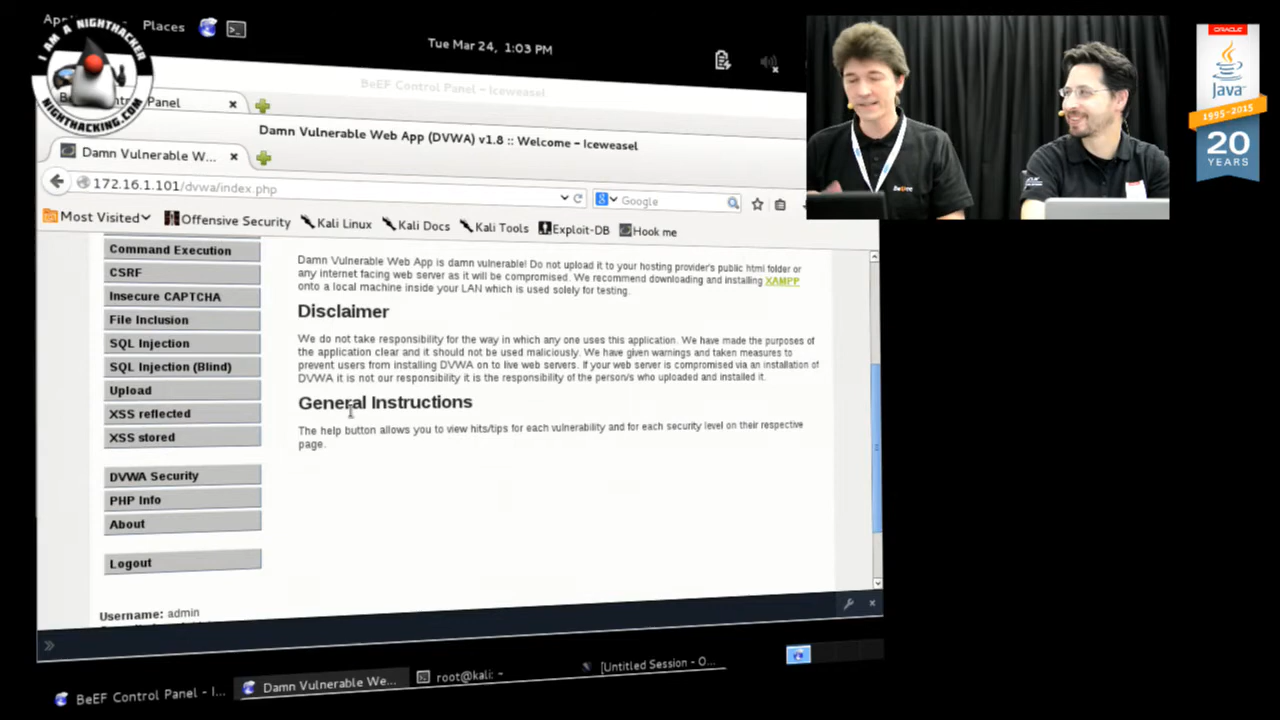 Places
Tue Mar 24, 1:03 PM
I AM A NIGHTHACKER
NIGHTHACKING.COM
BeEF Control Panel - Iceweasel
Panel
Damn Vulnerable Web App (DVWA) v1.8 :: Welcome - Iceweasel
Damn Vulnerable W...
172.16.1.101/dvwa/index.php
Google
Most Visited
Offensive Security
Kali Linux
Kali Docs
Kali Tools
Exploit-DB
Hook me
Command Execution
CSRF
Insecure CAPTCHA
File Inclusion
SQL Injection
SQL Injection (Blind)
Upload
XSS reflected
XSS stored
DVWA Security
PHP Info
About
Logout
Username: admin
Damn Vulnerable Web App is damn vulnerable! Do not upload it to your hosting provider's public html folder or
any internet facing web server as it will be compromised. We recommend downloading and installing XAMPP
onto a local machine inside your LAN which is used solely for testing.
Disclaimer
We do not take responsibility for the way in which any one uses this application. We have made the purposes of
the application clear and it should not be used maliciously. We have given warnings and taken measures to
prevent users from installing DVWA on to live web servers. If your web server is compromised via an installation of
DVWA it is not our responsibility it is the responsibility of the person/s who uploaded and installed it.
General Instructions
The help button allows you to view hits/tips for each vulnerability and for each security level on their respective
page.
BeEF Control Panel - I...
Damn Vulnerable We...
root@kali: ~
[Untitled Session - O...
ORACLE
Java
1995-2015
20
YEARS